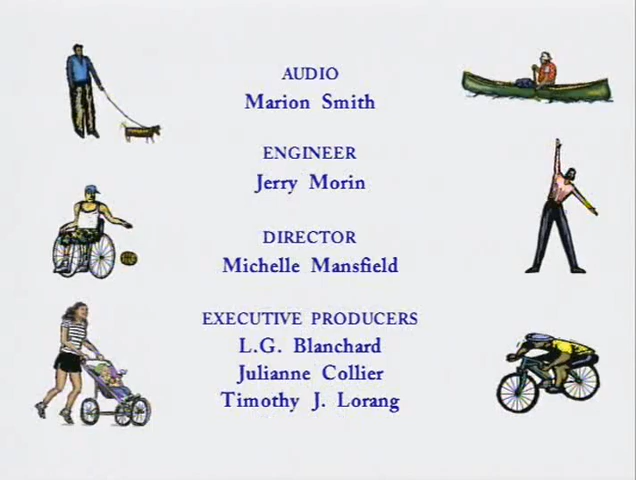 AUDIO
Marion Smith
ENGINEER
Jerry Morin
DIRECTOR
Michelle Mansfield
EXECUTIVE PRODUCERS
L.G. Blanchard
Julianne Collier
Timothy J. Lorang